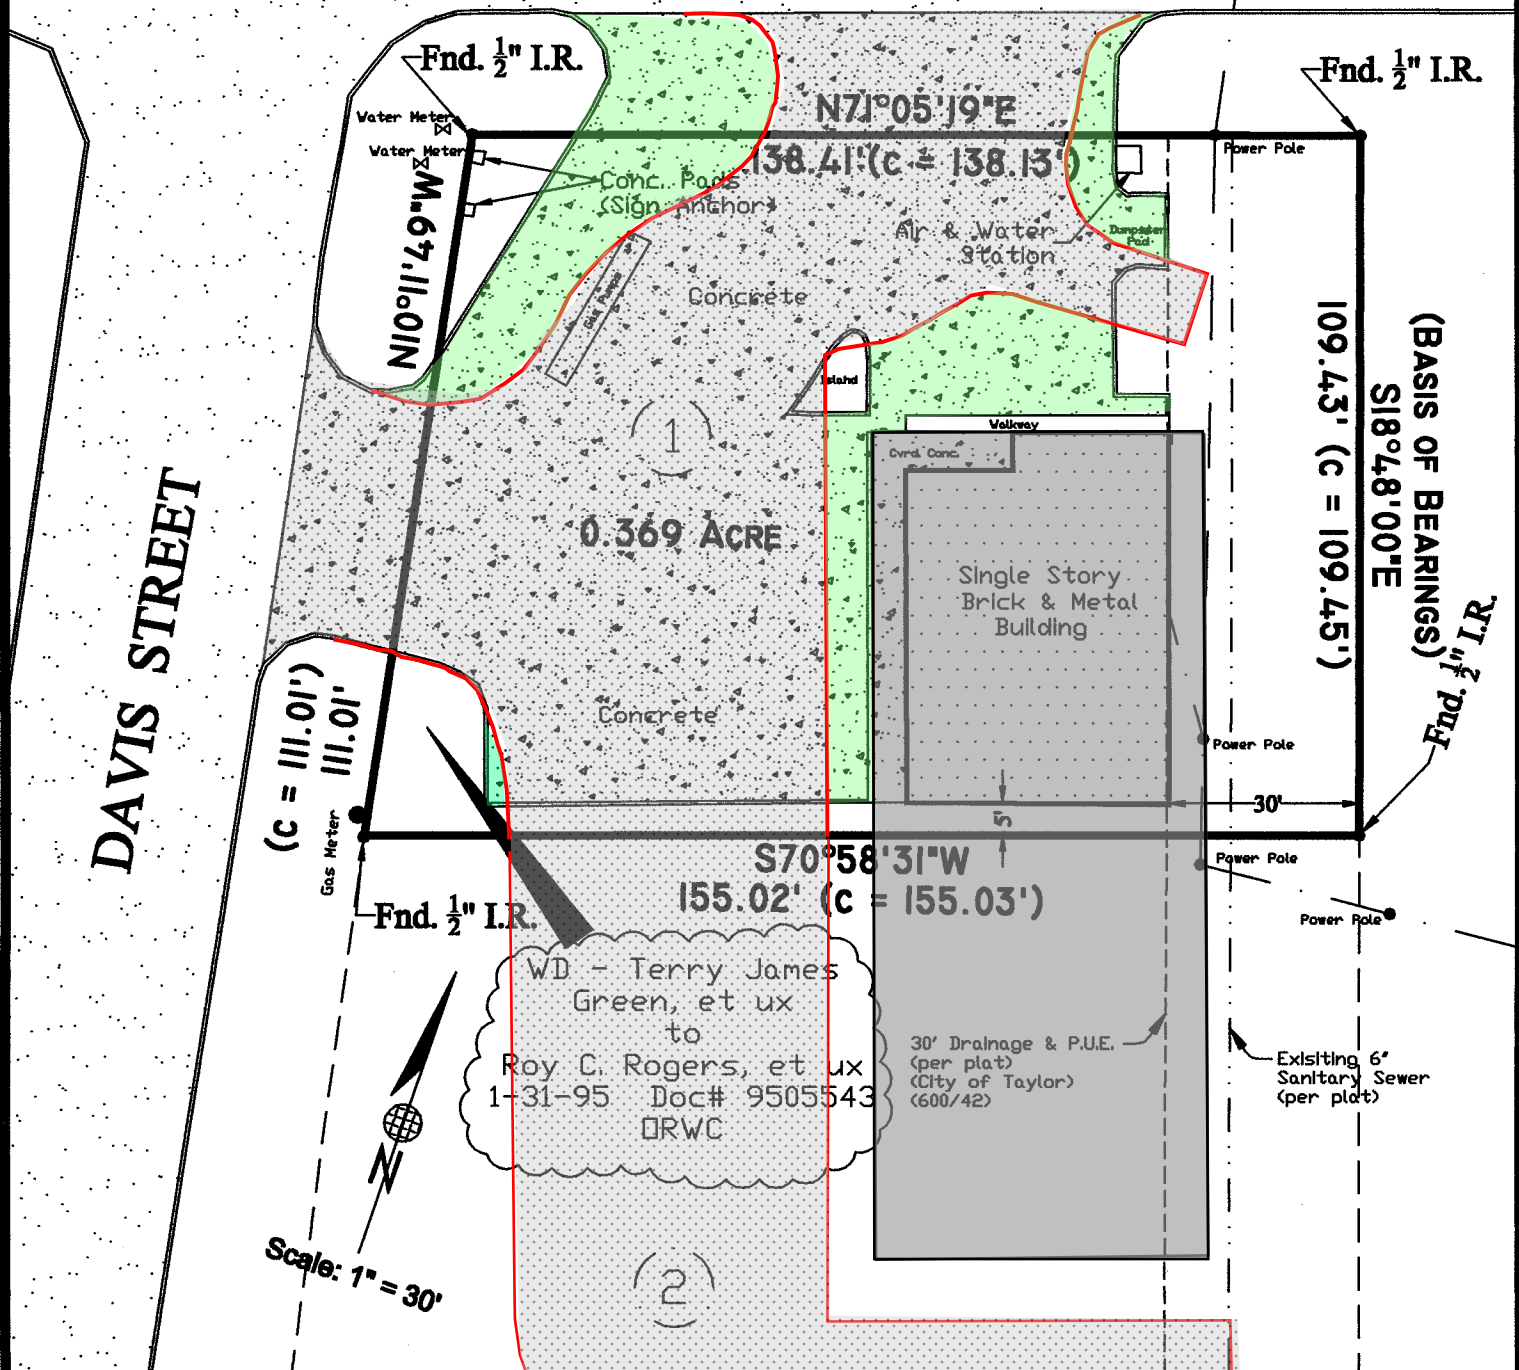 Fnd. ½" I.R.
Fnd. ½" I.R.
Water Meter
Water Meter
N71°05'19"E
138.41' (c = 138.13')
Power Pole
Conc. Pads
(Sign Anchor)
Air & Water
Station
Dumpster
Pad
N10°11'49"W
Gas Pumps
Concrete
Island
Walkway
Cvrd. Conc.
1
0.369 ACRE
Single Story
Brick & Metal
Building
109.43' (c = 109.45')
S18°48'00"E
(BASIS OF BEARINGS)
Fnd. ½" I.R.
DAVIS STREET
111.01'
(c = 111.01')
Concrete
Power Pole
30'
5'
Gas Meter
S70°58'31"W
155.02' (c = 155.03')
Power Pole
Power Pole
Fnd. ½" I.R.
WD - Terry James
Green, et ux
to
Roy C. Rogers, et ux
1-31-95 Doc# 9505543
ORWC
30' Drainage & P.U.E.
(per plat)
(City of Taylor)
(600/42)
Exisiting 6"
Sanitary Sewer
(per plat)
N
Scale: 1" = 30'
2